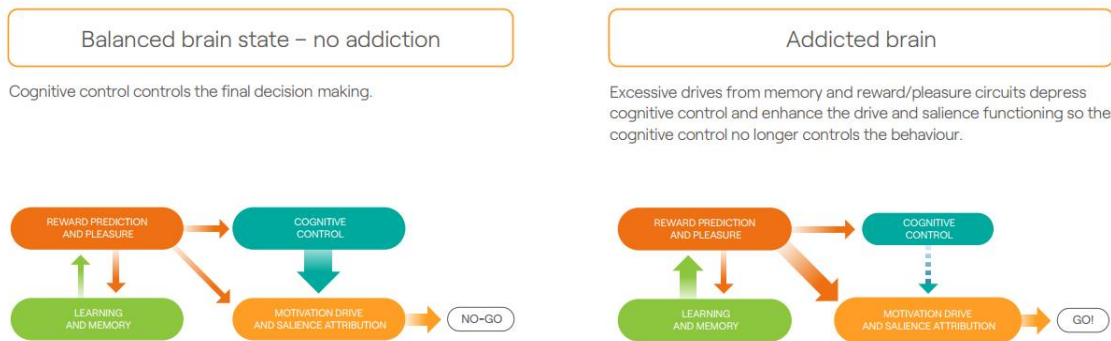 Balanced brain state – no addiction
Cognitive control controls the final decision making.
REWARD PREDICTION
AND PLEASURE
COGNITIVE
CONTROL
LEARNING
AND MEMORY
MOTIVATION DRIVE
AND SALIENCE ATTRIBUTION
NO-GO
Addicted brain
Excessive drives from memory and reward/pleasure circuits depress
cognitive control and enhance the drive and salience functioning so the
cognitive control no longer controls the behaviour.
REWARD PREDICTION
AND PLEASURE
COGNITIVE
CONTROL
LEARNING
AND MEMORY
MOTIVATION DRIVE
AND SALIENCE ATTRIBUTION
GO!